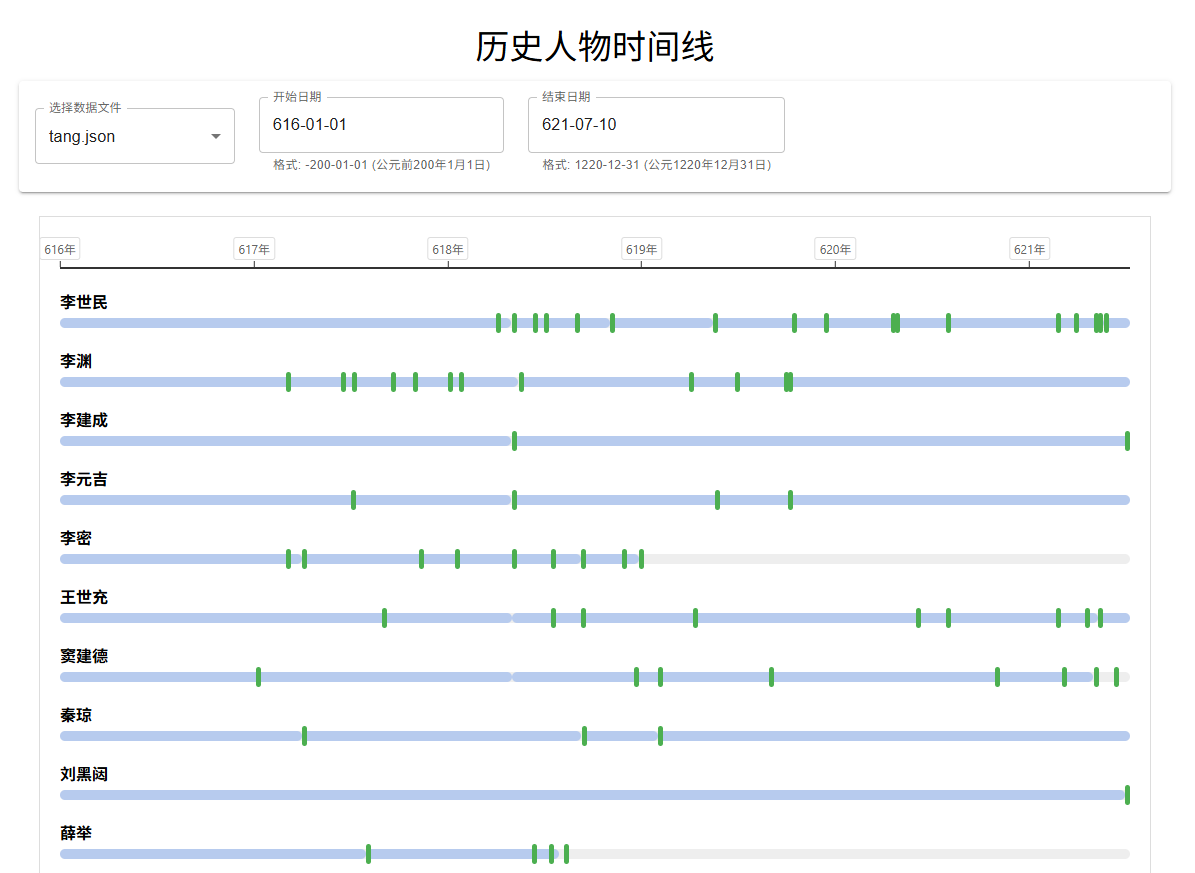 历史人物时间线
选择数据文件
tang.json
开始日期
616-01-01
格式: -200-01-01 (公元前200年1月1日)
结束日期
621-07-10
格式: 1220-12-31 (公元1220年12月31日)
616年 617年 618年 619年 620年 621年
李世民
李渊
李建成
李元吉
李密
王世充
窦建德
秦琼
刘黑闼
薛举